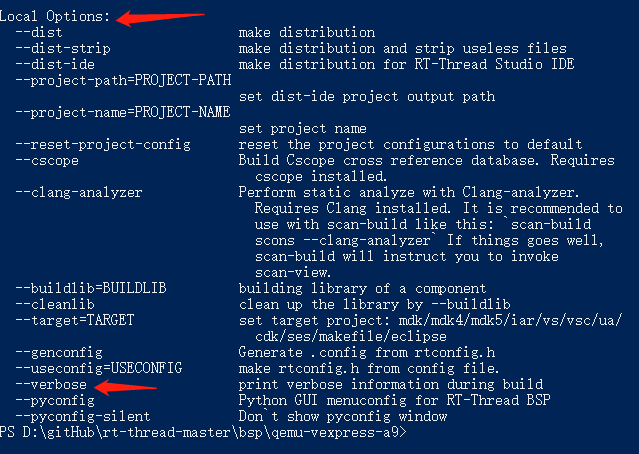 Local Options:
--dist make distribution
--dist-strip make distribution and strip useless files
--dist-ide make distribution for RT-Thread Studio IDE
--project-path=PROJECT-PATH
set dist-ide project output path
--project-name=PROJECT-NAME
set project name
--reset-project-config reset the project configurations to default
--cscope Build Cscope cross reference database. Requires
cscope installed.
--clang-analyzer Perform static analyze with Clang-analyzer.
Requires Clang installed. It is recommended to
use with scan-build like this: `scan-build
scons --clang-analyzer` If things goes well,
scan-build will instruct you to invoke
scan-view.
--buildlib=BUILDLIB building library of a component
--cleanlib clean up the library by --buildlib
--target=TARGET set target project: mdk/mdk4/mdk5/iar/vs/vsc/ua/
cdk/ses/makefile/eclipse
--genconfig Generate .config from rtconfig.h
--useconfig=USECONFIG make rtconfig.h from config file.
--verbose print verbose information during build
--pyconfig Python GUI menuconfig for RT-Thread BSP
--pyconfig-silent Don`t show pyconfig window
PS D:\gitHub\rt-thread-master\bsp\qemu-vexpress-a9>